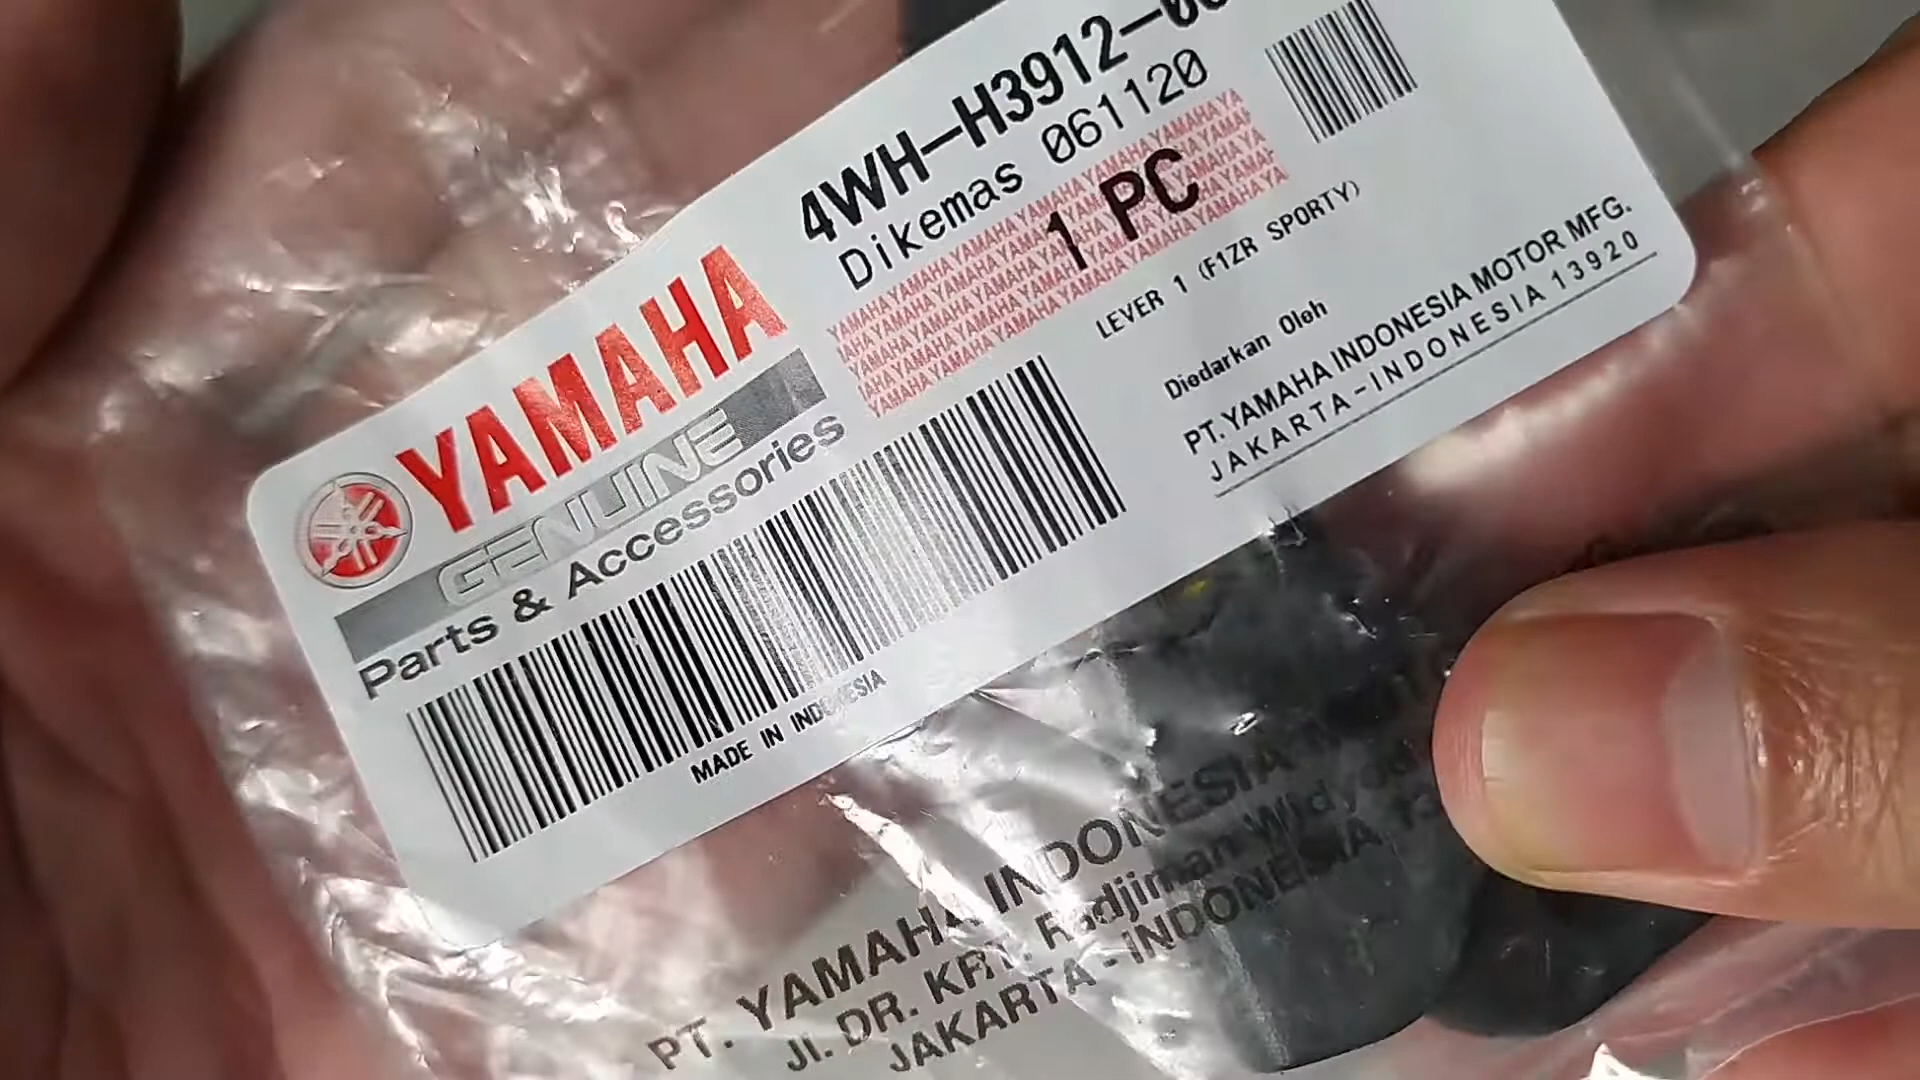 4WH-H3912-0
Dikemas 061120
1 PC
LEVER 1 (F1ZR SPORTY)
YAMAHA
GENUINE
Parts & Accessories
MADE IN INDONESIA
Diedarkan Oleh
PT. YAMAHA INDONESIA MOTOR MFG.
JAKARTA-INDONESIA 13920
PT. YAMAHA INDONESIA
Jl. DR. KRT. Radjiman
JAKARTA - INDONESIA